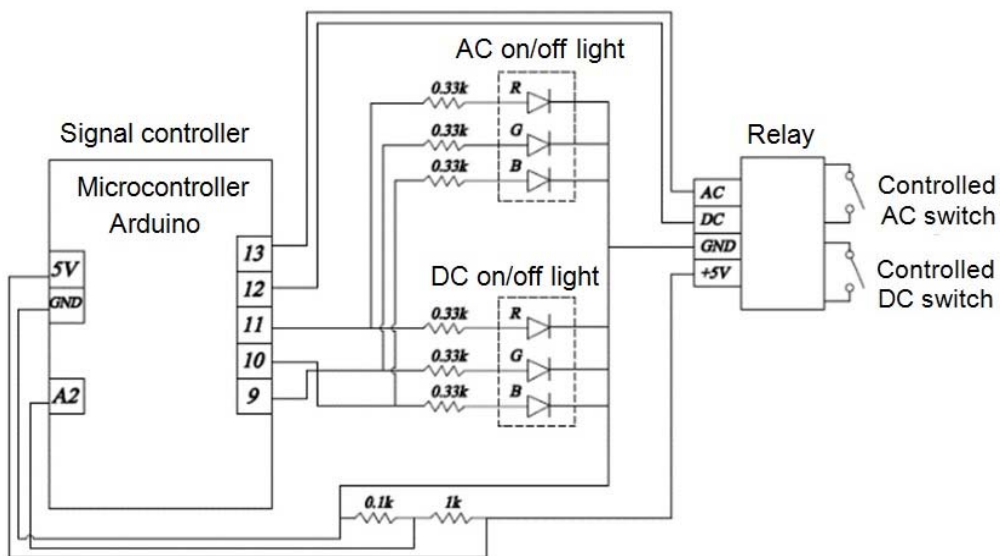 AC on/off light
0.33k
R
0.33k
G
0.33k
B
Signal controller
Microcontroller
Arduino
5V
GND
A2
13
12
11
10
9
Relay
AC
DC
GND
+5V
Controlled
AC switch
Controlled
DC switch
DC on/off light
0.33k
R
0.33k
G
0.33k
B
0.1k
1k